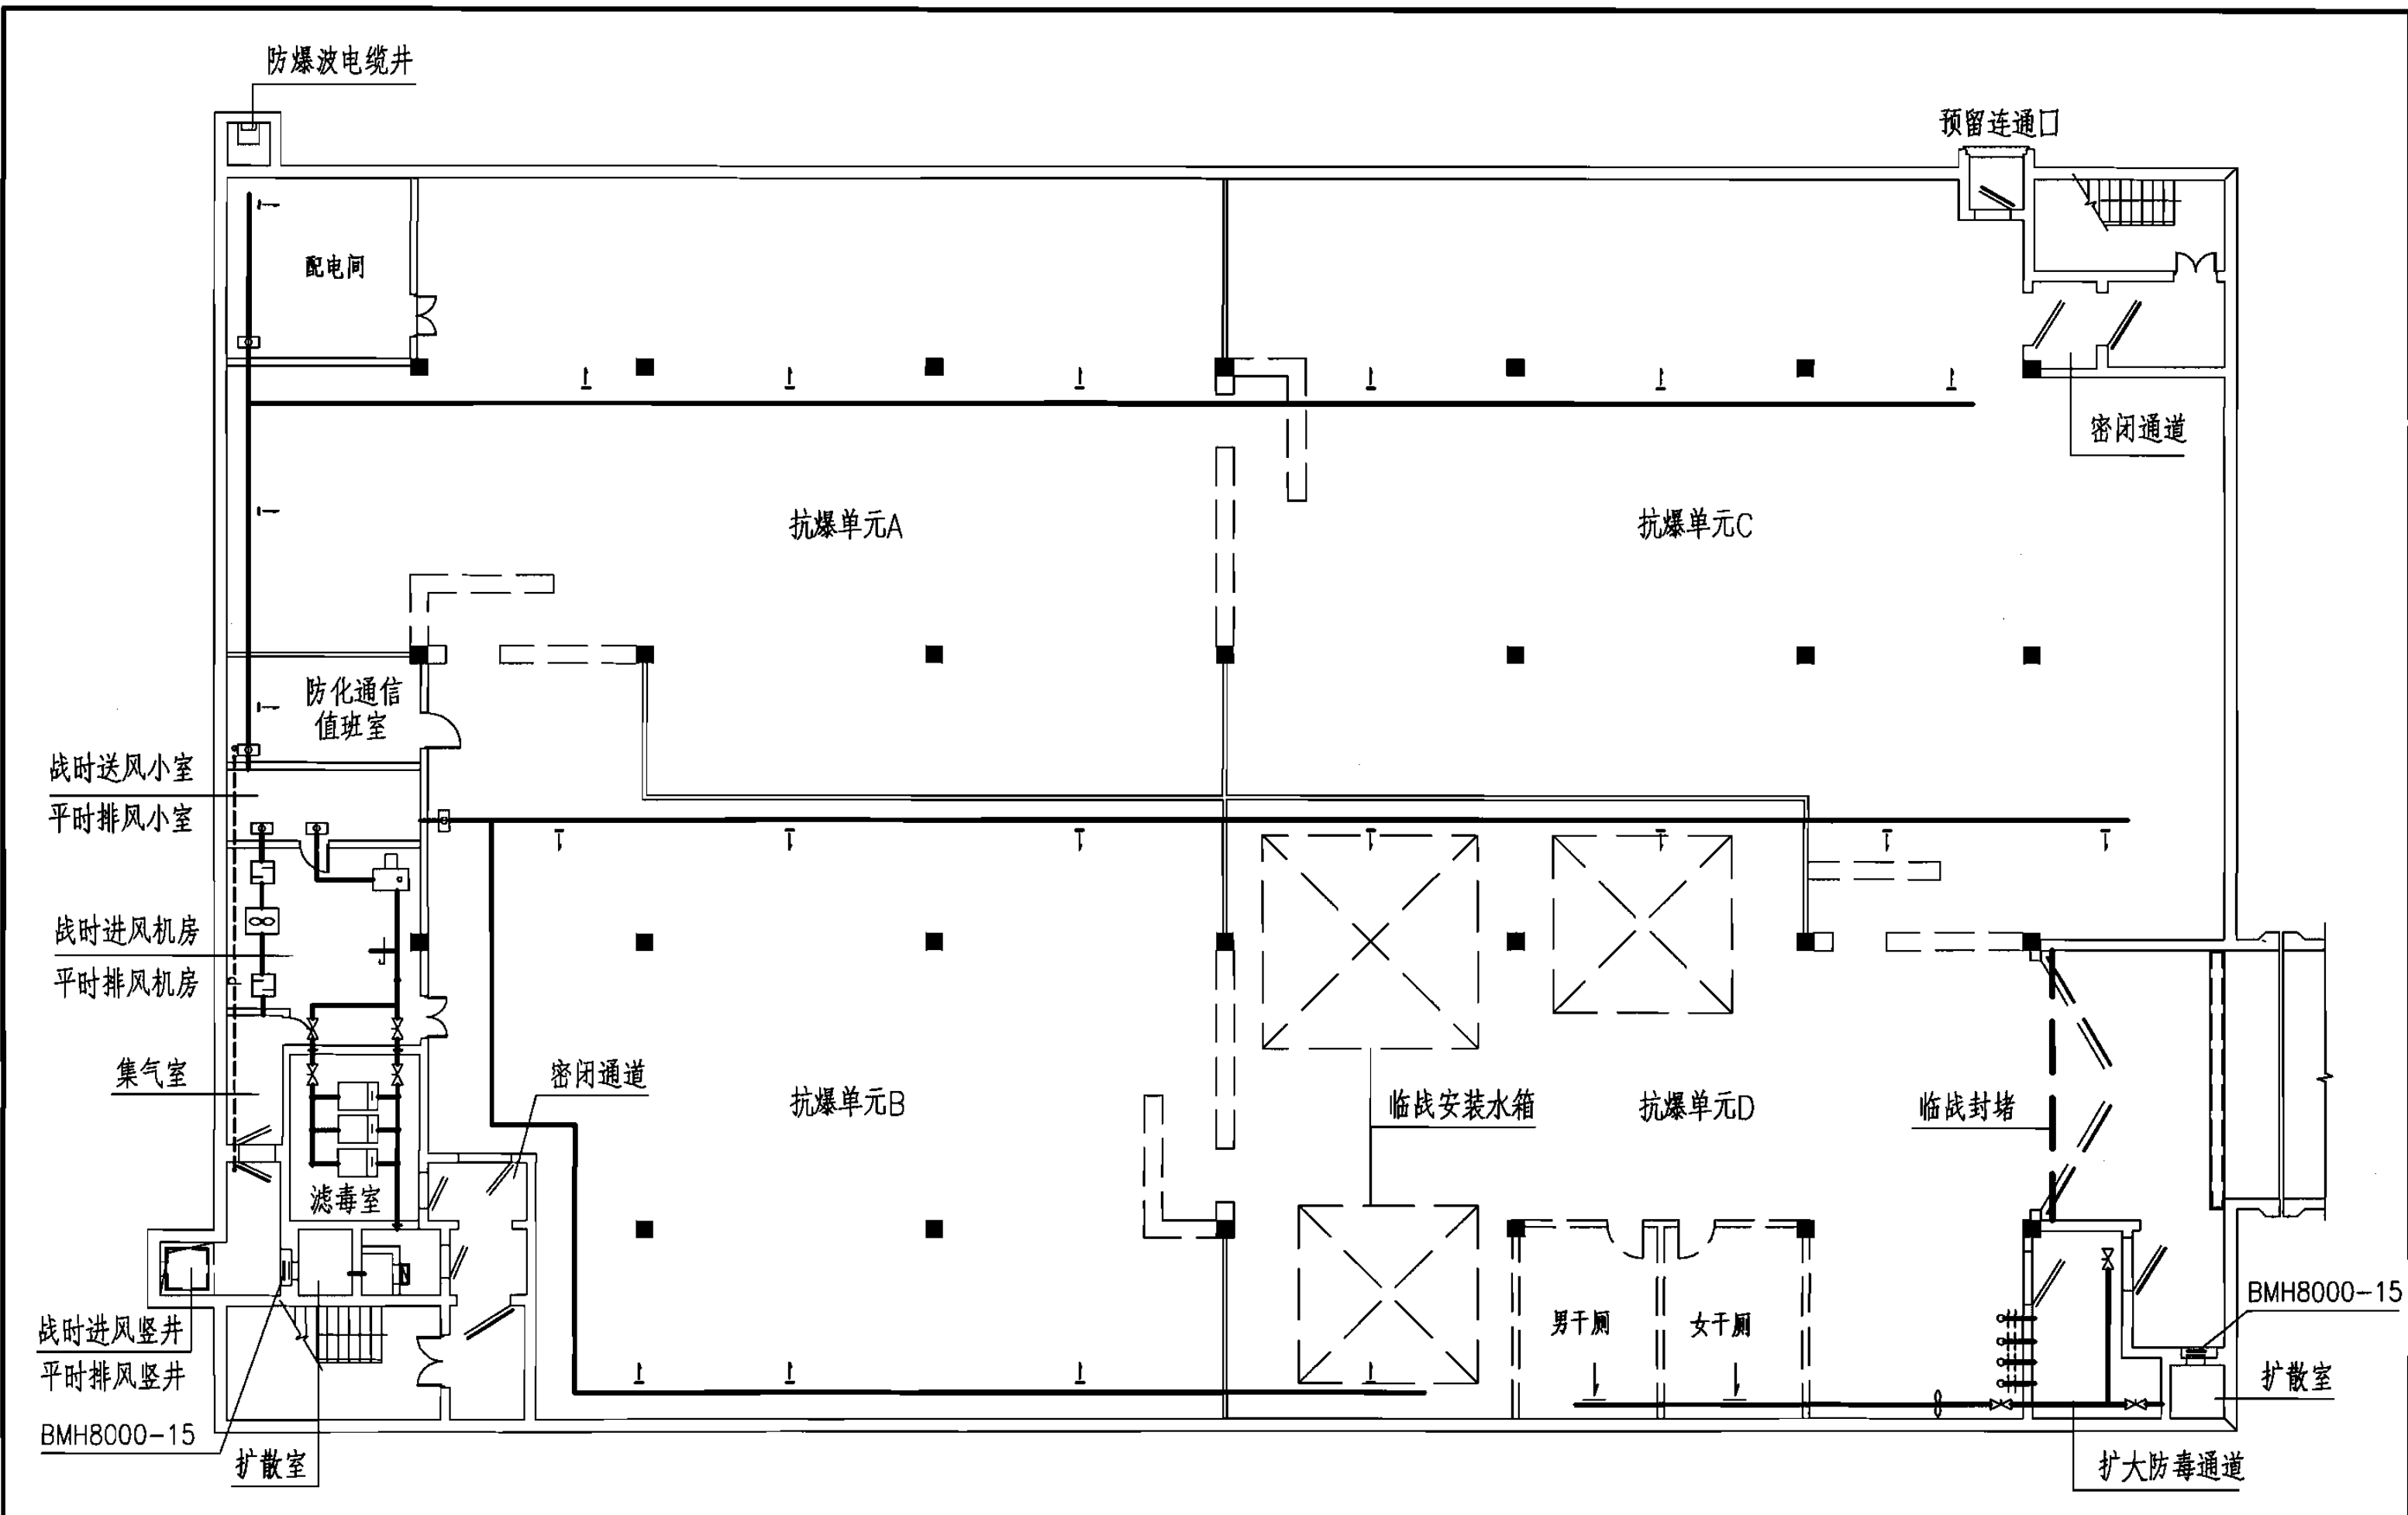 防爆波电缆井
预留连通口
配电间
密闭通道
抗爆单元A
抗爆单元C
防化通信
值班室
战时送风小室
平时排风小室
战时进风机房
平时排风机房
集气室
密闭通道
抗爆单元B
临战安装水箱
抗爆单元D
临战封堵
滤毒室
战时进风竖井
平时排风竖井
男干厕
女干厕
BMH8000-15
扩散室
BMH8000-15
扩散室
扩大防毒通道